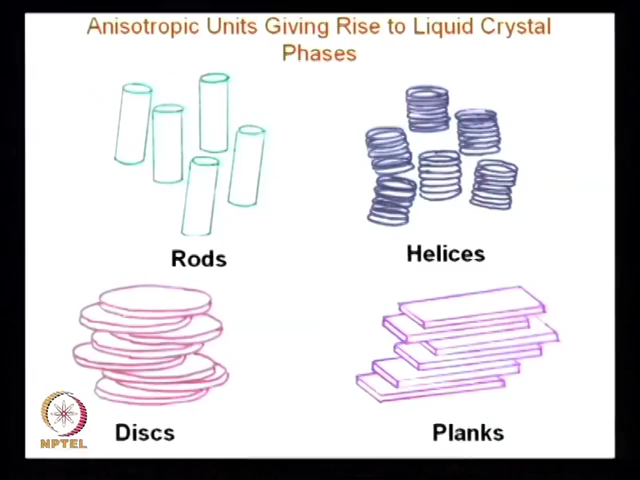 Anisotropic Units Giving Rise to Liquid Crystal
Phases
Rods
Helices
Discs
Planks
NPTEL